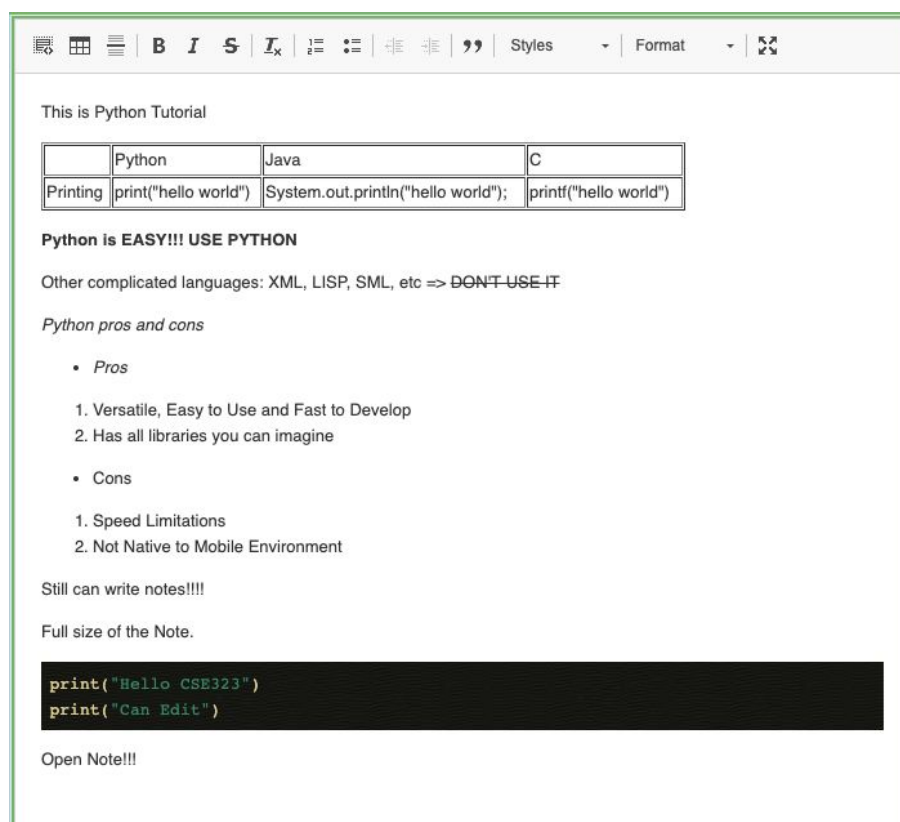 B I S Ix Styles Format
This is Python Tutorial
Python Java C
Printing print("hello world") System.out.println("hello world"); printf("hello world")
Python is EASY!!! USE PYTHON
Other complicated languages: XML, LISP, SML, etc => DON'T USE IT
Python pros and cons
• Pros
1. Versatile, Easy to Use and Fast to Develop
2. Has all libraries you can imagine
• Cons
1. Speed Limitations
2. Not Native to Mobile Environment
Still can write notes!!!!
Full size of the Note.
print("Hello CSE323")
print("Can Edit")
Open Note!!!